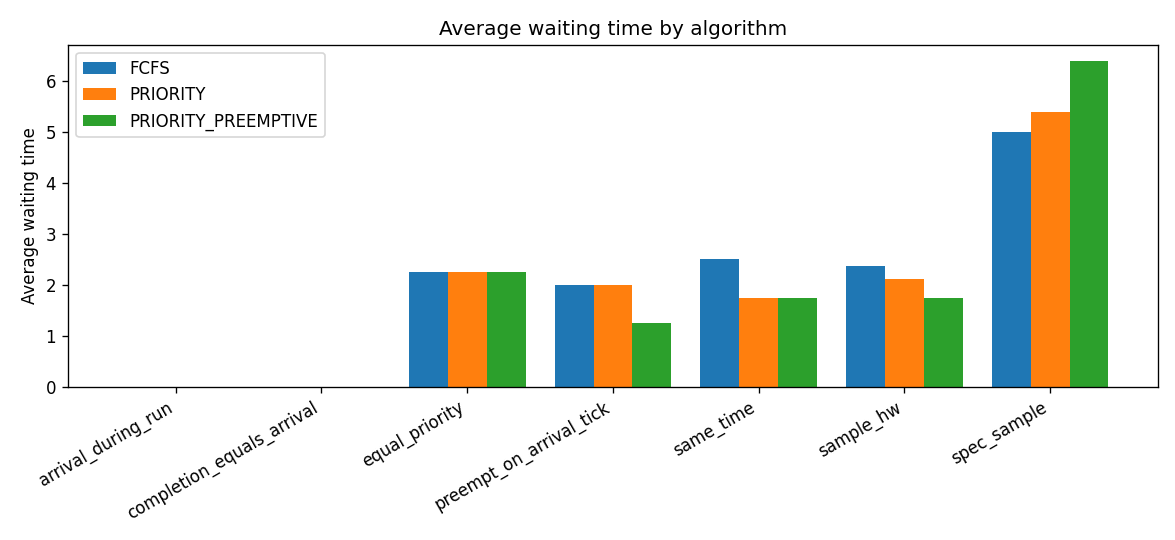 Average waiting time by algorithm
FCFS
PRIORITY
PRIORITY_PREEMPTIVE
Average waiting time
6
5
4
3
2
1
0
arrival_during_run
completion_equals_arrival
equal_priority
preempt_on_arrival_tick
same_time
sample_hw
spec_sample